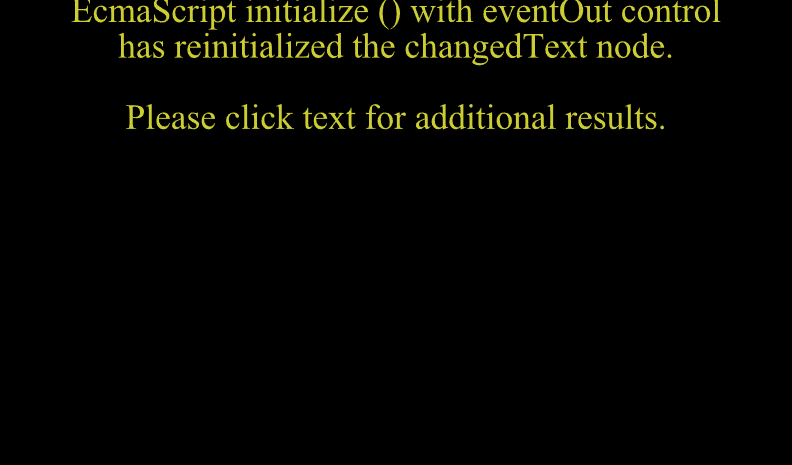 EcmaScript initialize () with eventOut control
has reinitialized the changedText node.
Please click text for additional results.